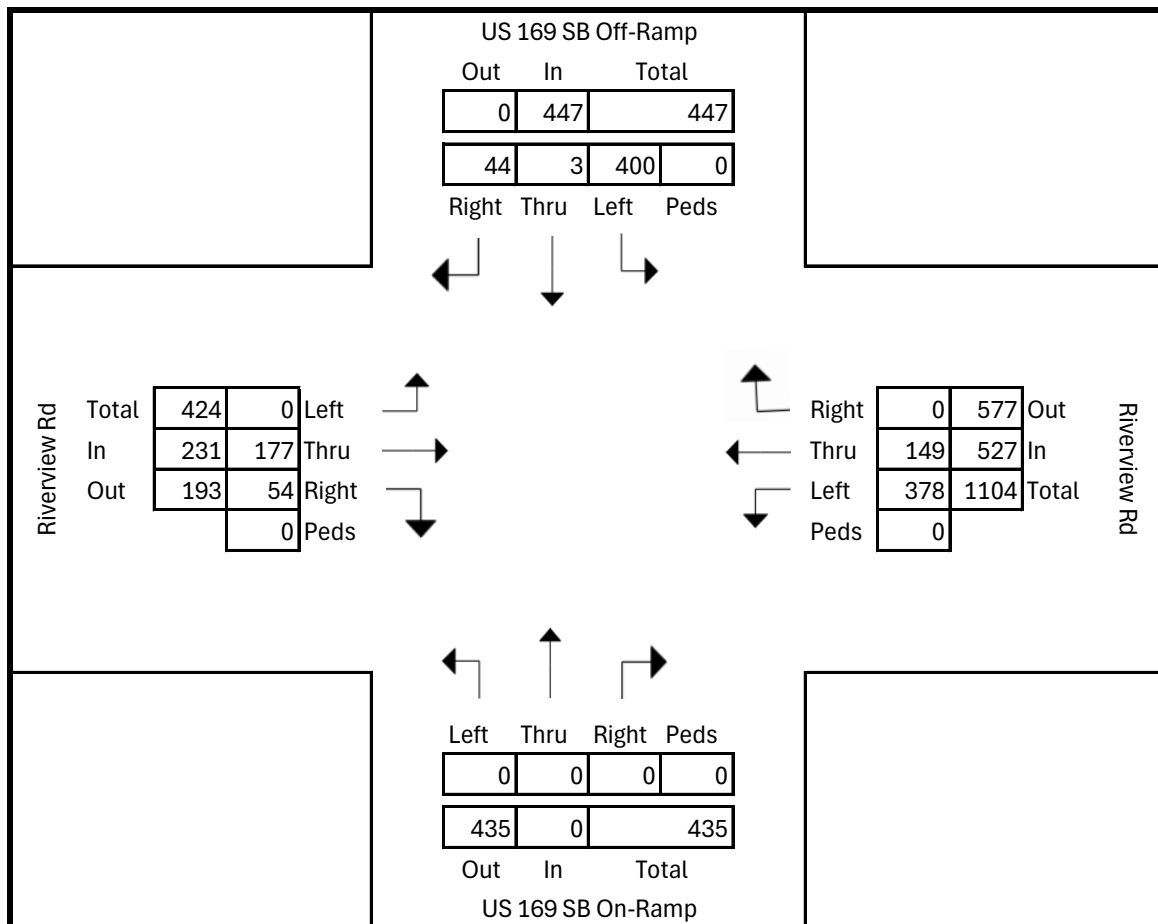 US 169 SB Off-Ramp
Out In Total
0 447 447
44 3 400 0
Right Thru Left Peds
Riverview Rd
Total 424 0 Left
In 231 177 Thru
Out 193 54 Right
0 Peds
Right 0 577 Out
Thru 149 527 In
Left 378 1104 Total
Peds 0
Riverview Rd
Left Thru Right Peds
0 0 0 0
435 0 435
Out In Total
US 169 SB On-Ramp